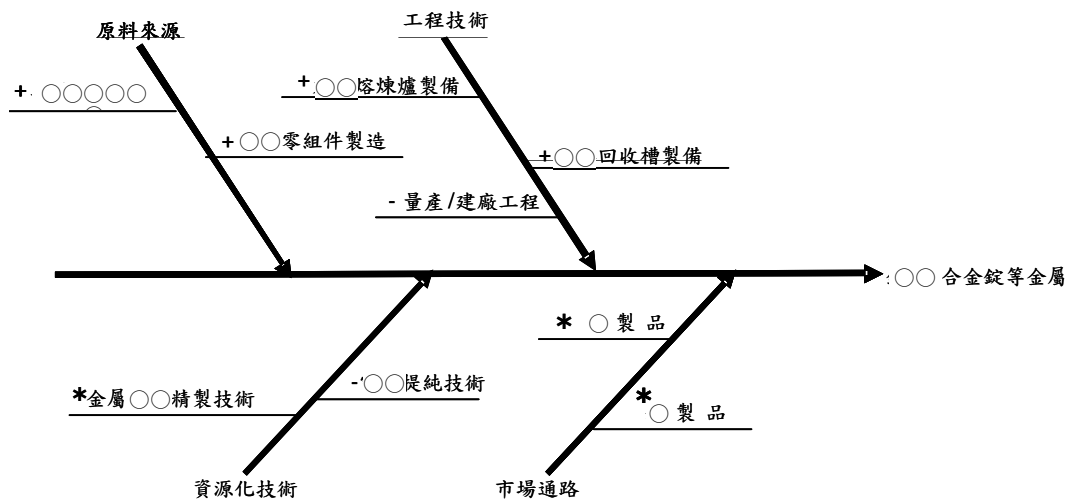 原料來源
工程技術
+ ○○○○○
+ ○○熔煉爐製備
+ ○○零組件製造
+ ○○回收槽製備
- 量產/建廠工程
○○ 合金錠等金屬
* ○ 製 品
- ○○提純技術
*金屬○○精製技術
* ○ 製 品
資源化技術
市場通路